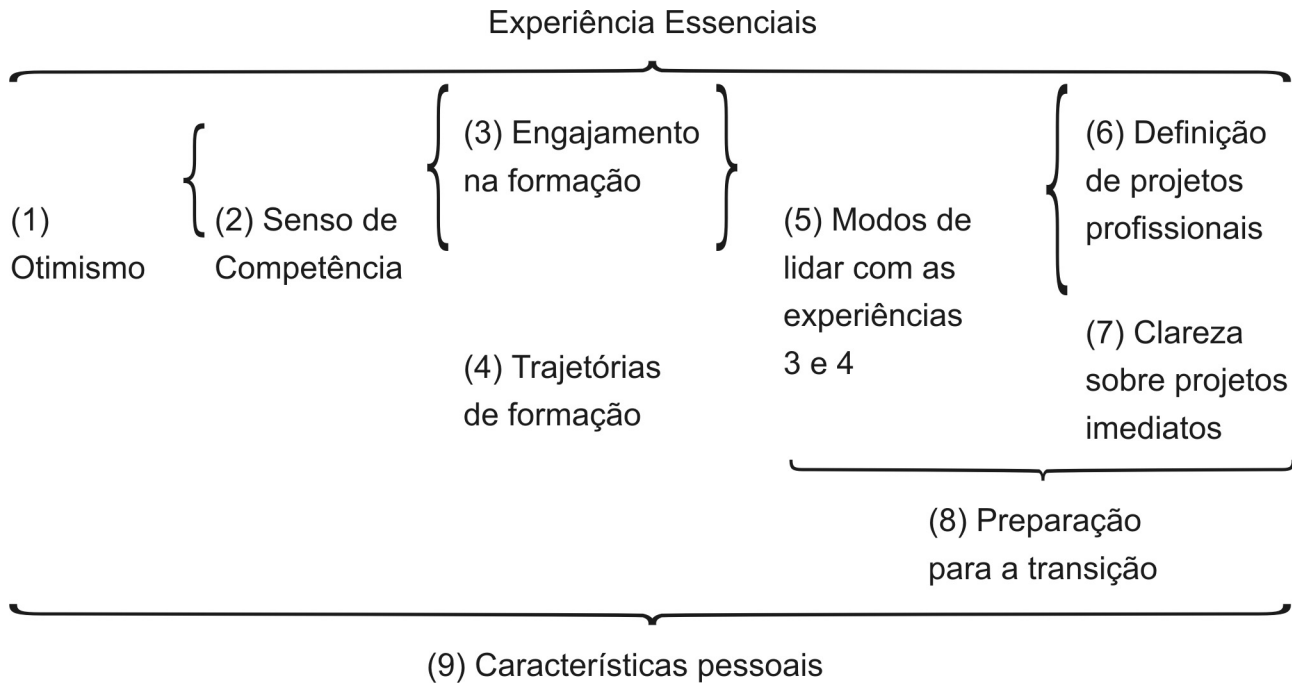 Experiência Essenciais
(1)
Otimismo
(2) Senso de
Competência
(3) Engajamento
na formação
(4) Trajetórias
de formação
(5) Modos de
lidar com as
experiências
3 e 4
(6) Definição
de projetos
profissionais
(7) Clareza
sobre projetos
imediatos
(8) Preparação
para a transição
(9) Características pessoais